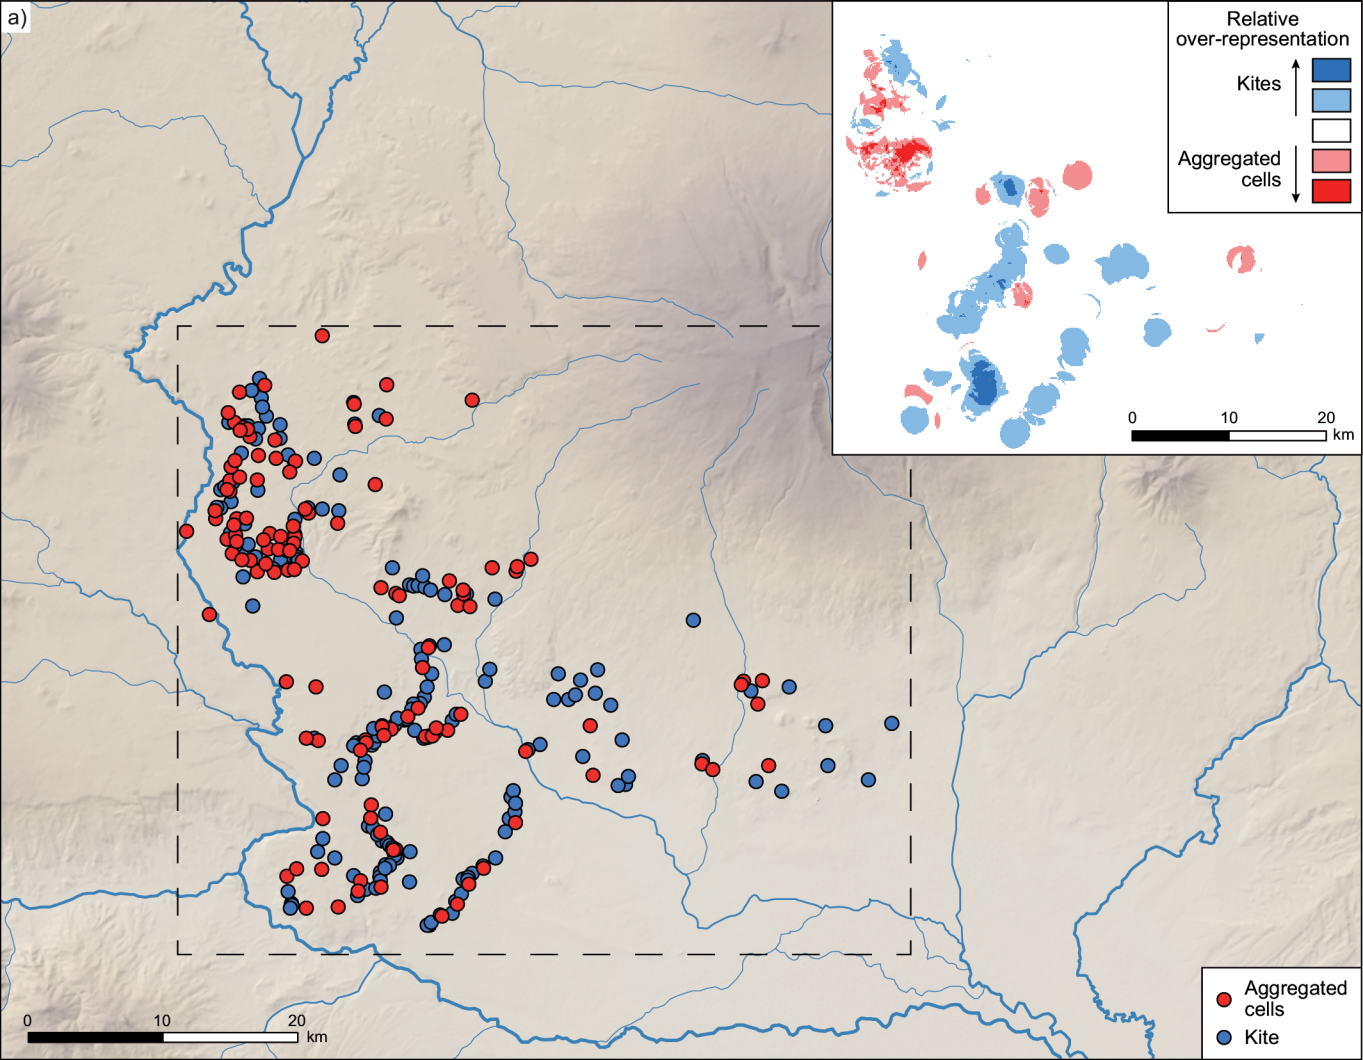 a)
Relative
over-representation
Kites
Aggregated
cells
0 10 20
km
0 10 20
km
Aggregated
cells
Kite